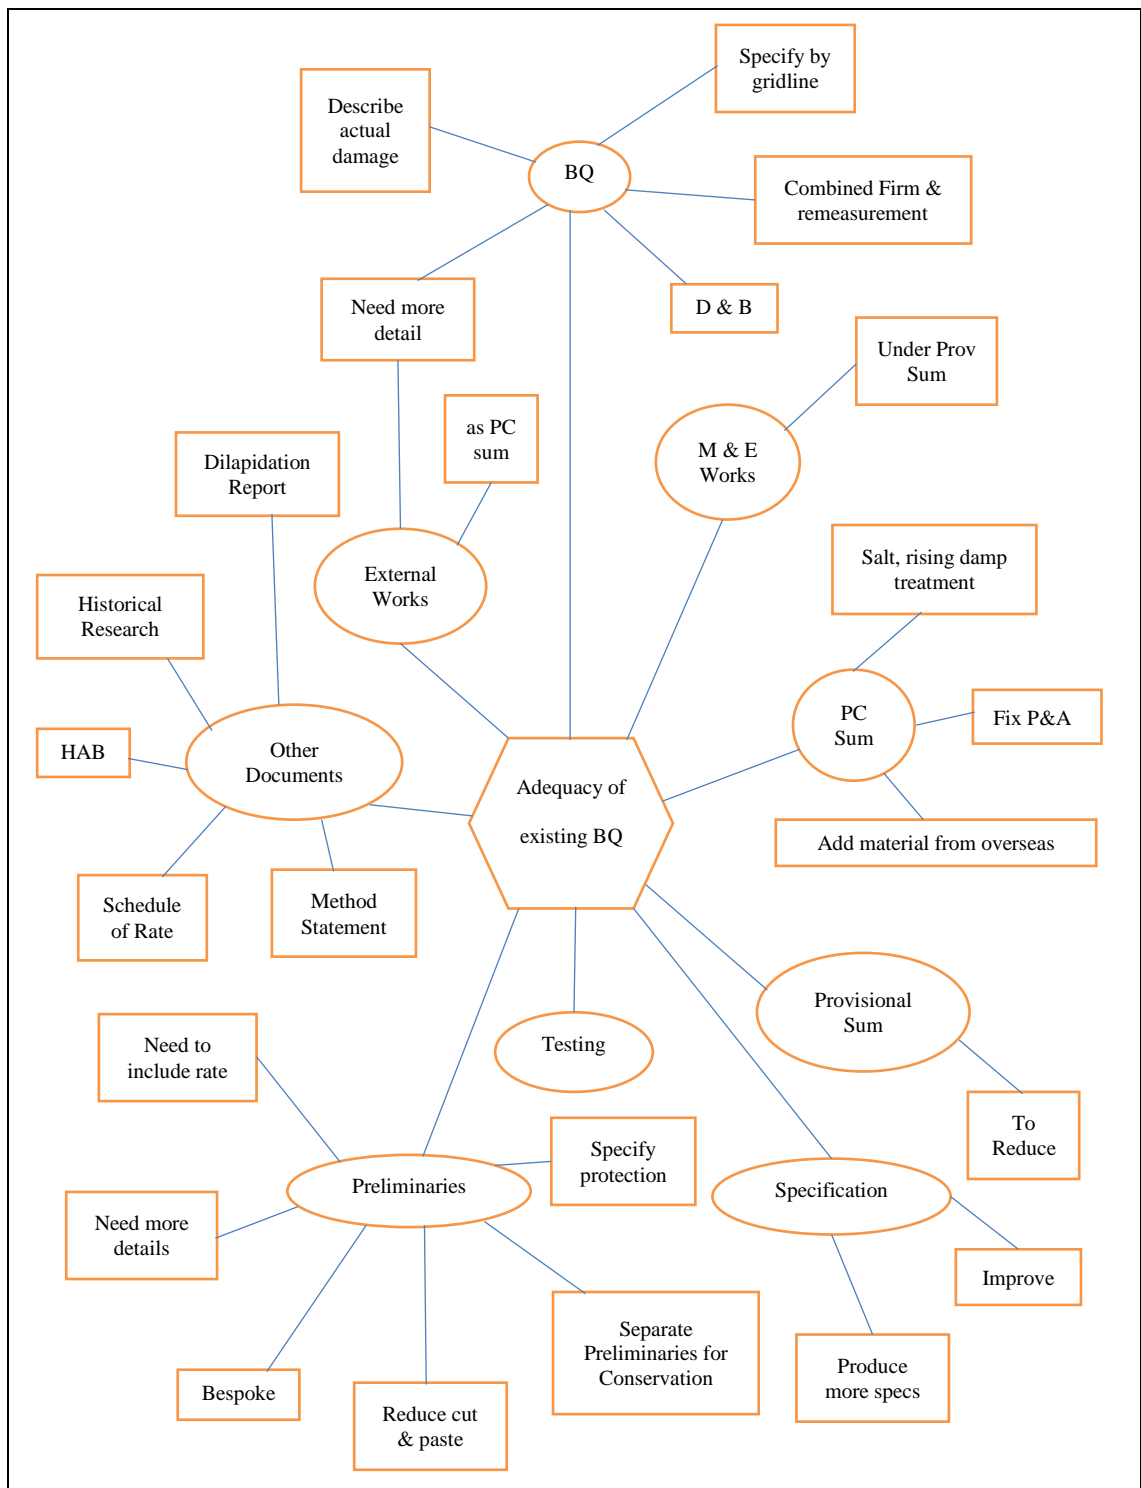 Specify by
gridline
Describe
actual
damage
BQ
Combined Firm &
remeasurement
Need more
detail
D & B
Under Prov
Sum
as PC
sum
M & E
Works
Dilapidation
Report
External
Works
Salt, rising damp
treatment
Historical
Research
PC
Sum
Fix P&A
HAB
Other
Documents
Adequacy of
existing BQ
Add material from overseas
Schedule
of Rate
Method
Statement
Provisional
Sum
Testing
Need to
include rate
To
Reduce
Specify
protection
Preliminaries
Specification
Need more
details
Improve
Separate
Preliminaries for
Conservation
Produce
more specs
Bespoke
Reduce cut
& paste